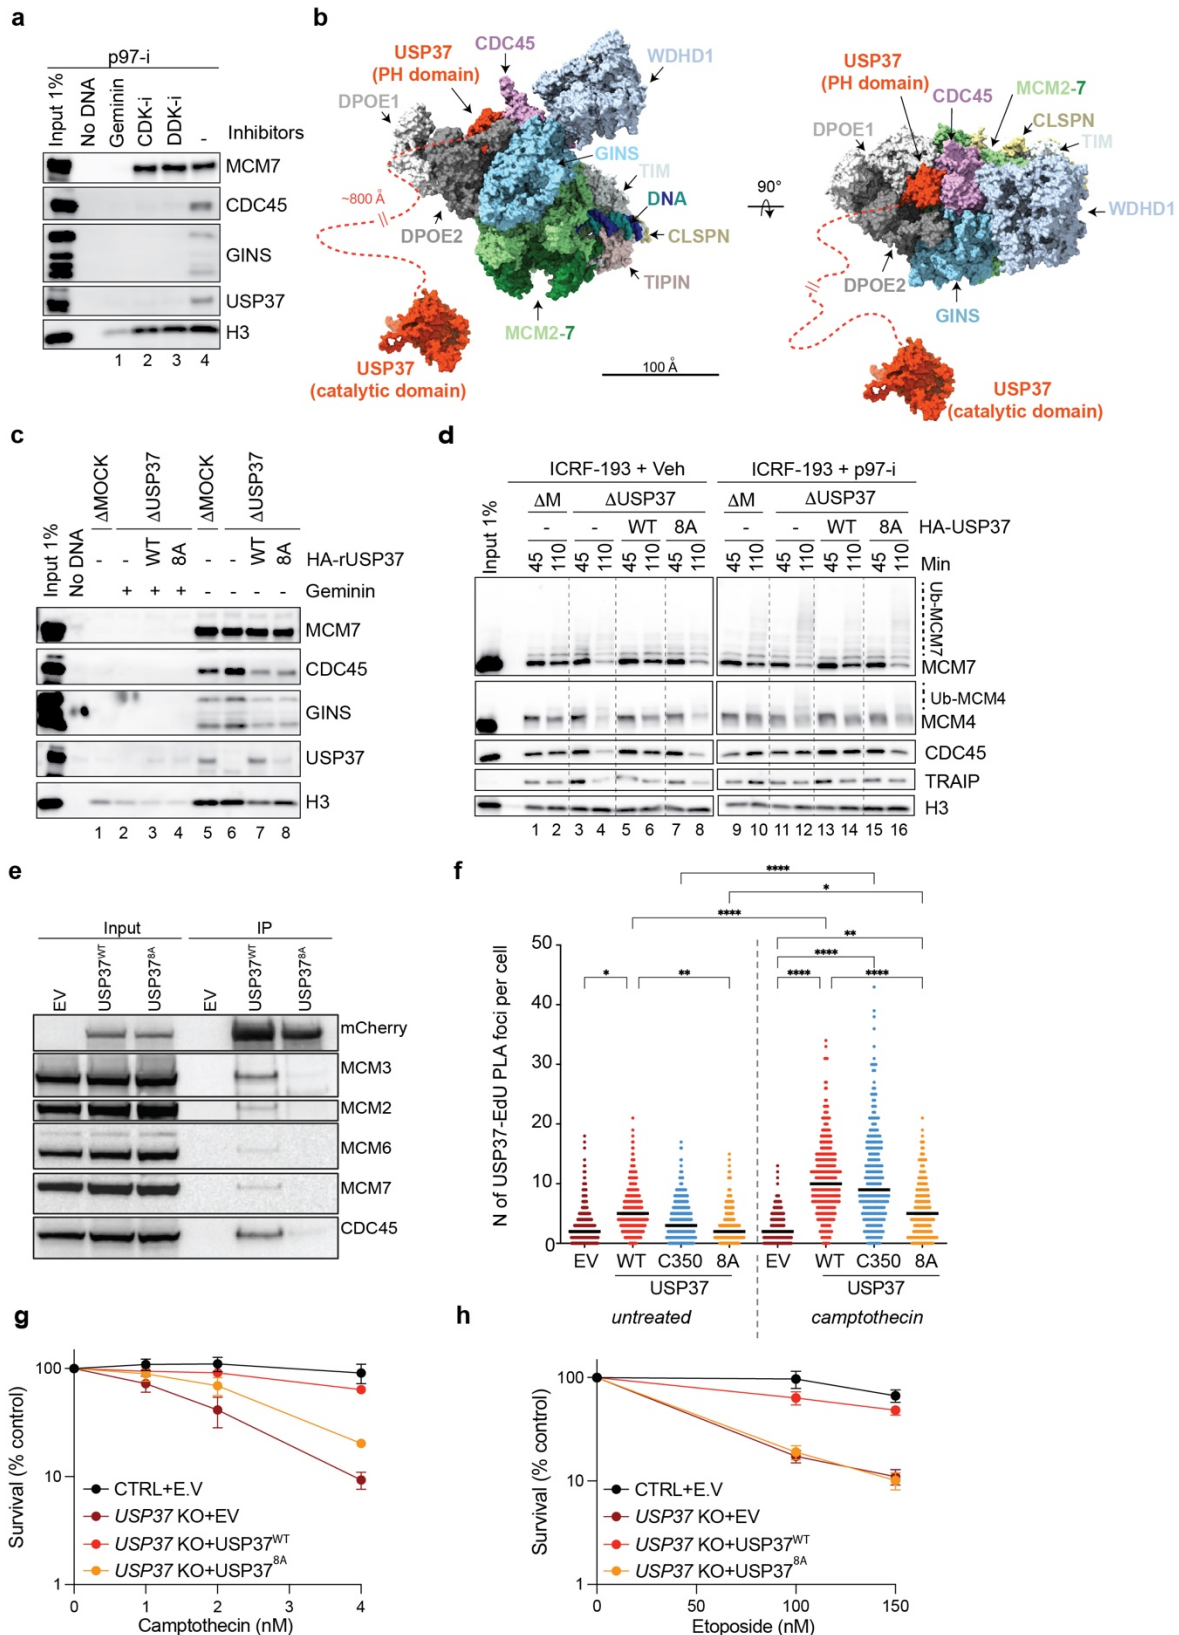 a
p97-i
Input 1%
No DNA
Geminin
CDK-i
DDK-i
-
Inhibitors
MCM7
CDC45
GINS
USP37
H3
1 2 3 4
b
USP37
(PH domain)
CDC45
WDHD1
DPOE1
GINS
TIM
DNA
~800 Å
DPOE2
CLSPN
TIPIN
MCM2-7
USP37
(catalytic domain)
100 Å
90°
USP37
(PH domain)
CDC45
MCM2-7
CLSPN
DPOE1
TIM
WDHD1
DPOE2
GINS
USP37
(catalytic domain)
c
ΔMOCK
ΔUSP37
ΔMOCK
ΔUSP37
Input 1%
No DNA
- - WT 8A - - WT 8A HA-rUSP37
+ + + - - - - Geminin
MCM7
CDC45
GINS
USP37
H3
1 2 3 4 5 6 7 8
d
ICRF-193 + Veh
ICRF-193 + p97-i
Input 1%
ΔM ΔUSP37 ΔM ΔUSP37
- - WT 8A - - WT 8A HA-USP37
45 110 45 110 45 110 45 110 45 110 45 110 45 110 45 110 Min
Ub-MCM7
MCM7
Ub-MCM4
MCM4
CDC45
TRAIP
H3
1 2 3 4 5 6 7 8 9 10 11 12 13 14 15 16
e
Input IP
EV USP37WT USP378A EV USP37WT USP378A
mCherry
MCM3
MCM2
MCM6
MCM7
CDC45
f
****
*
****
**
****
* ** **** ****
N of USP37-EdU PLA foci per cell
50
40
30
20
10
0
EV WT C350 8A EV WT C350 8A
USP37 USP37
untreated camptothecin
g
Survival (% control)
100
10
1
CTRL+E.V
USP37 KO+EV
USP37 KO+USP37WT
USP37 KO+USP378A
0 1 2 3 4
Camptothecin (nM)
h
Survival (% control)
100
10
1
CTRL+E.V
USP37 KO+EV
USP37 KO+USP37WT
USP37 KO+USP378A
0 50 100 150
Etoposide (nM)